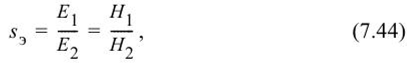 sэ = E1/E2 = H1/H2, (7.44)